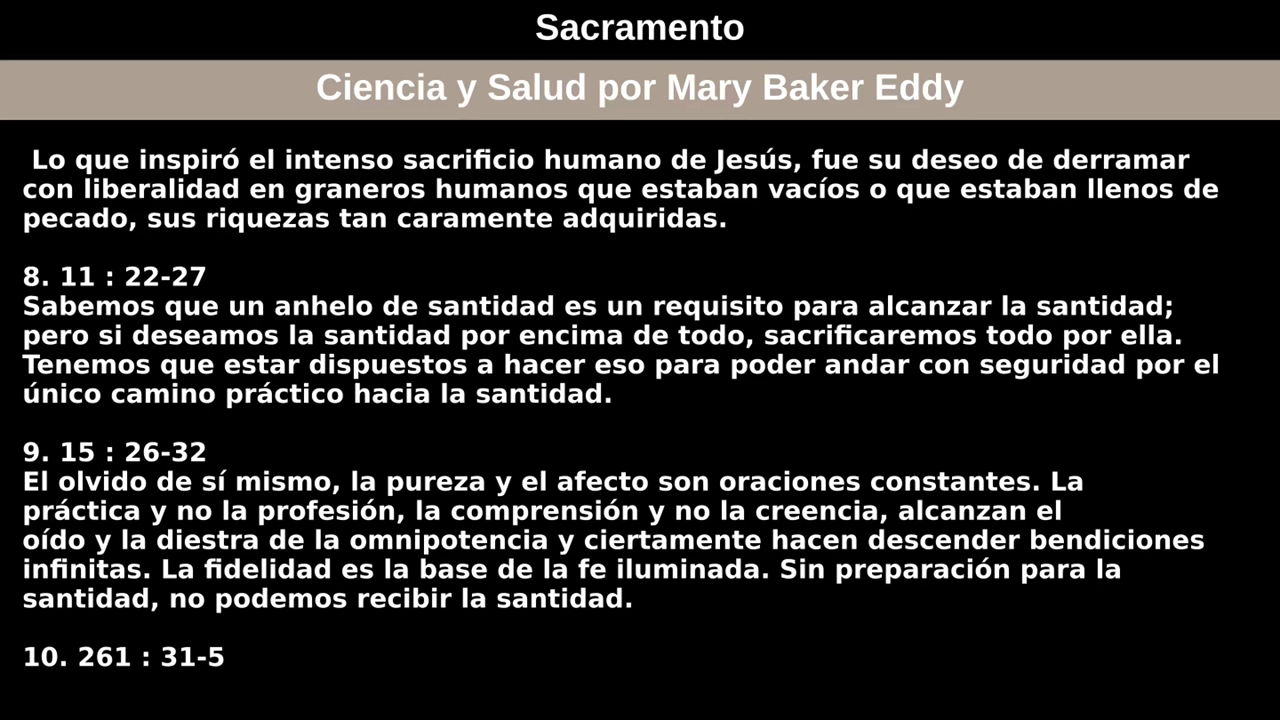 Sacramento
Ciencia y Salud por Mary Baker Eddy
Lo que inspiró el intenso sacrificio humano de Jesús, fue su deseo de derramar
con liberalidad en graneros humanos que estaban vacíos o que estaban llenos de
pecado, sus riquezas tan caramente adquiridas.
8. 11 : 22-27
Sabemos que un anhelo de santidad es un requisito para alcanzar la santidad;
pero si deseamos la santidad por encima de todo, sacrificaremos todo por ella.
Tenemos que estar dispuestos a hacer eso para poder andar con seguridad por el
único camino práctico hacia la santidad.
9. 15 : 26-32
El olvido de sí mismo, la pureza y el afecto son oraciones constantes. La
práctica y no la profesión, la comprensión y no la creencia, alcanzan el
oído y la diestra de la omnipotencia y ciertamente hacen descender bendiciones
infinitas. La fidelidad es la base de la fe iluminada. Sin preparación para la
santidad, no podemos recibir la santidad.
10. 261 : 31-5